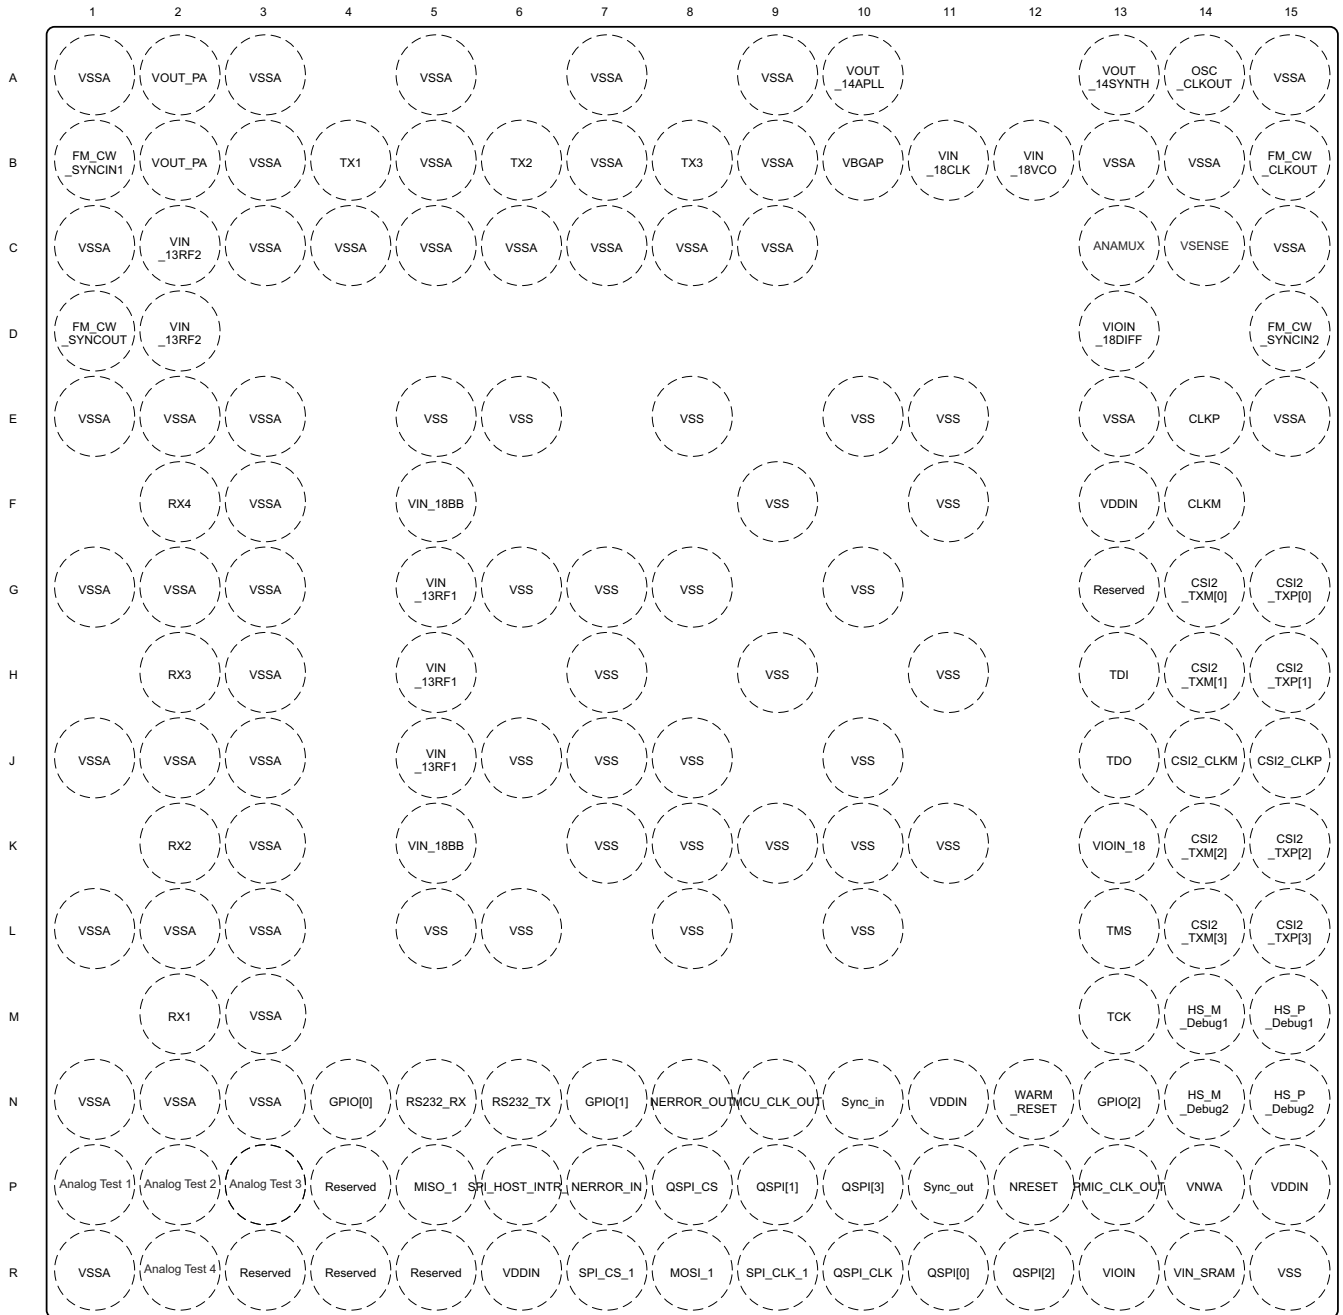 1 2 3 4 5 6 7 8 9 10 11 12 13 14 15
A VSSA VOUT_PA VSSA VSSA VSSA VSSA VOUT _14APLL VOUT _14SYNTH OSC _CLKOUT VSSA
B FM_CW _SYNCIN1 VOUT_PA VSSA TX1 VSSA TX2 VSSA TX3 VSSA VBGAP VIN _18CLK VIN _18VCO VSSA VSSA FM_CW _CLKOUT
C VSSA VIN _13RF2 VSSA VSSA VSSA VSSA VSSA VSSA VSSA ANAMUX VSENSE VSSA
D FM_CW _SYNCOUT VIN _13RF2 VIOIN _18DIFF FM_CW _SYNCIN2
E VSSA VSSA VSSA VSS VSS VSS VSS VSS VSSA CLKP VSSA
F RX4 VSSA VIN_18BB VSS VSS VDDIN CLKM
G VSSA VSSA VSSA VIN _13RF1 VSS VSS VSS VSS Reserved CSI2 _TXM[0] CSI2 _TXP[0]
H RX3 VSSA VIN _13RF1 VSS VSS VSS TDI CSI2 _TXM[1] CSI2 _TXP[1]
J VSSA VSSA VSSA VIN _13RF1 VSS VSS VSS VSS TDO CSI2_CLKM CSI2_CLKP
K RX2 VSSA VIN_18BB VSS VSS VSS VSS VSS VIOIN_18 CSI2 _TXM[2] CSI2 _TXP[2]
L VSSA VSSA VSSA VSS VSS VSS VSS TMS CSI2 _TXM[3] CSI2 _TXP[3]
M RX1 VSSA TCK HS_M _Debug1 HS_P _Debug1
N VSSA VSSA VSSA GPIO[0] RS232_RX RS232_TX GPIO[1] NERROR_OUT MCU_CLK_OUT Sync_in VDDIN WARM _RESET GPIO[2] HS_M _Debug2 HS_P _Debug2
P Analog Test 1 Analog Test 2 Analog Test 3 Reserved MISO_1 SPI_HOST_INTR_ NERROR_IN QSPI_CS QSPI[1] QSPI[3] Sync_out NRESET PMIC_CLK_OUT VNWA VDDIN
R VSSA Analog Test 4 Reserved Reserved Reserved VDDIN SPI_CS_1 MOSI_1 SPI_CLK_1 QSPI_CLK QSPI[0] QSPI[2] VIOIN VIN_SRAM VSS